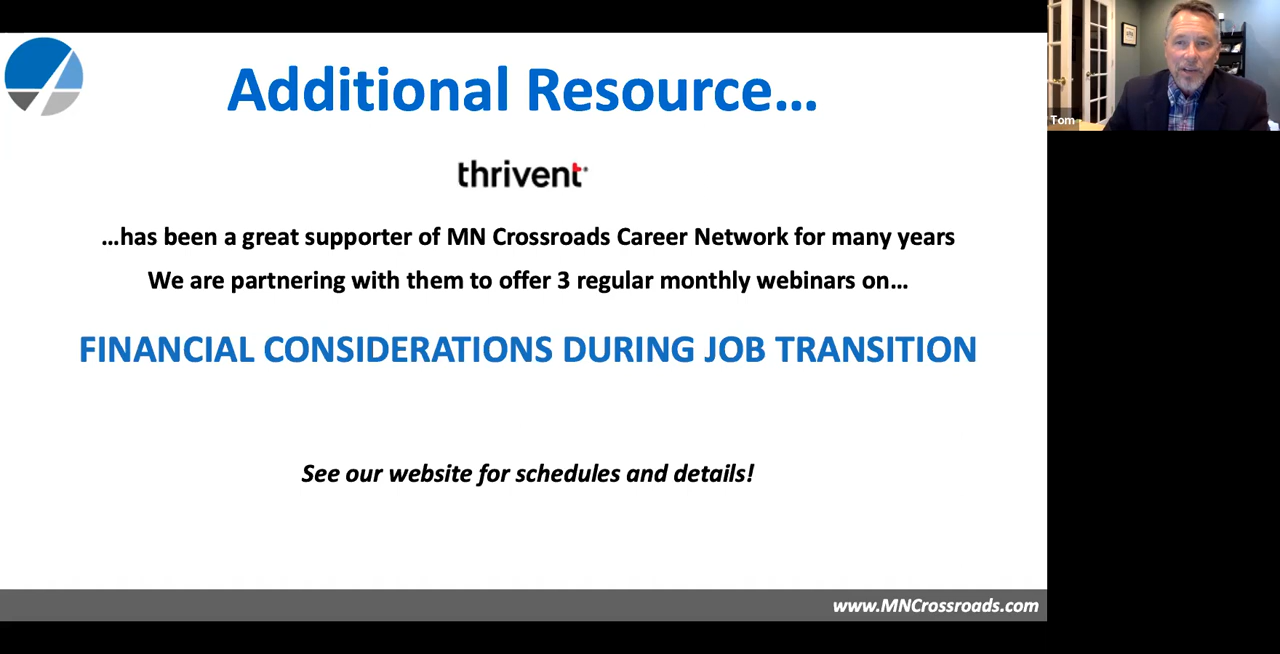 Additional Resource...
thrivent
...has been a great supporter of MN Crossroads Career Network for many years
We are partnering with them to offer 3 regular monthly webinars on...
FINANCIAL CONSIDERATIONS DURING JOB TRANSITION
See our website for schedules and details!
www.MNCrossroads.com
Tom